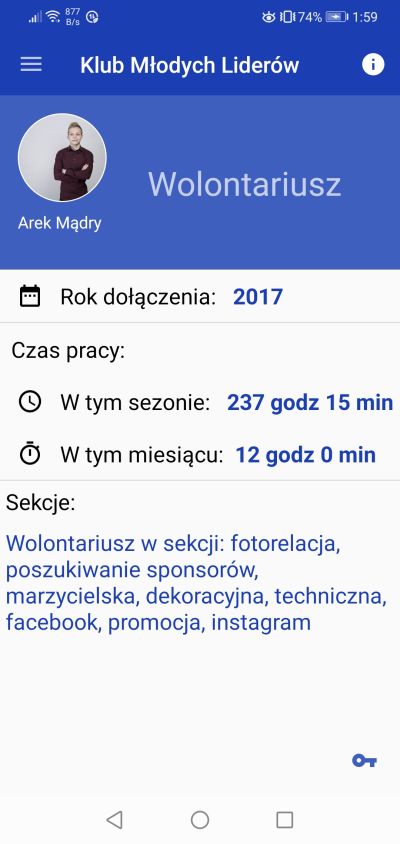 877
B/s
74%
1:59
Klub Młodych Liderów
Wolontariusz
Arek Mądry
Rok dołączenia: 2017
Czas pracy:
W tym sezonie: 237 godz 15 min
W tym miesiącu: 12 godz 0 min
Sekcje:
Wolontariusz w sekcji: fotorelacja,
poszukiwanie sponsorów,
marzycielska, dekoracyjna, techniczna,
facebook, promocja, instagram